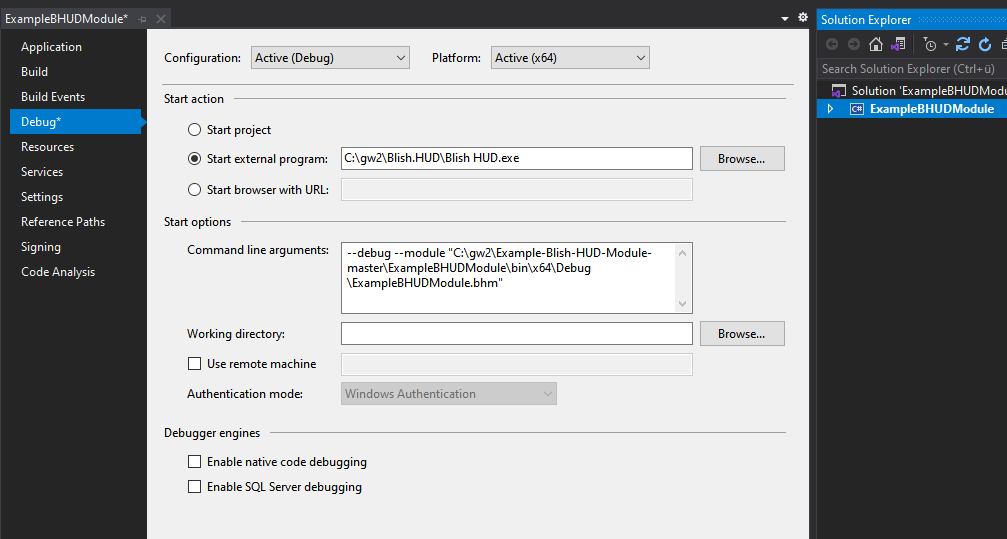 ExampleBHUDModule*
Solution Explorer
Application
Build
Build Events
Debug*
Resources
Services
Settings
Reference Paths
Signing
Code Analysis
Configuration: Active (Debug) Platform: Active (x64)
Start action
Start project
Start external program: C:\gw2\Blish.HUD\Blish HUD.exe Browse...
Start browser with URL:
Start options
Command line arguments: --debug --module "C:\gw2\Example-Blish-HUD-Module-
master\ExampleBHUDModule\bin\x64\Debug
\ExampleBHUDModule.bhm"
Working directory: Browse...
Use remote machine
Authentication mode: Windows Authentication
Debugger engines
Enable native code debugging
Enable SQL Server debugging
Search Solution Explorer (Ctrl+ü)
Solution 'ExampleBHUDModu
C# ExampleBHUDModule